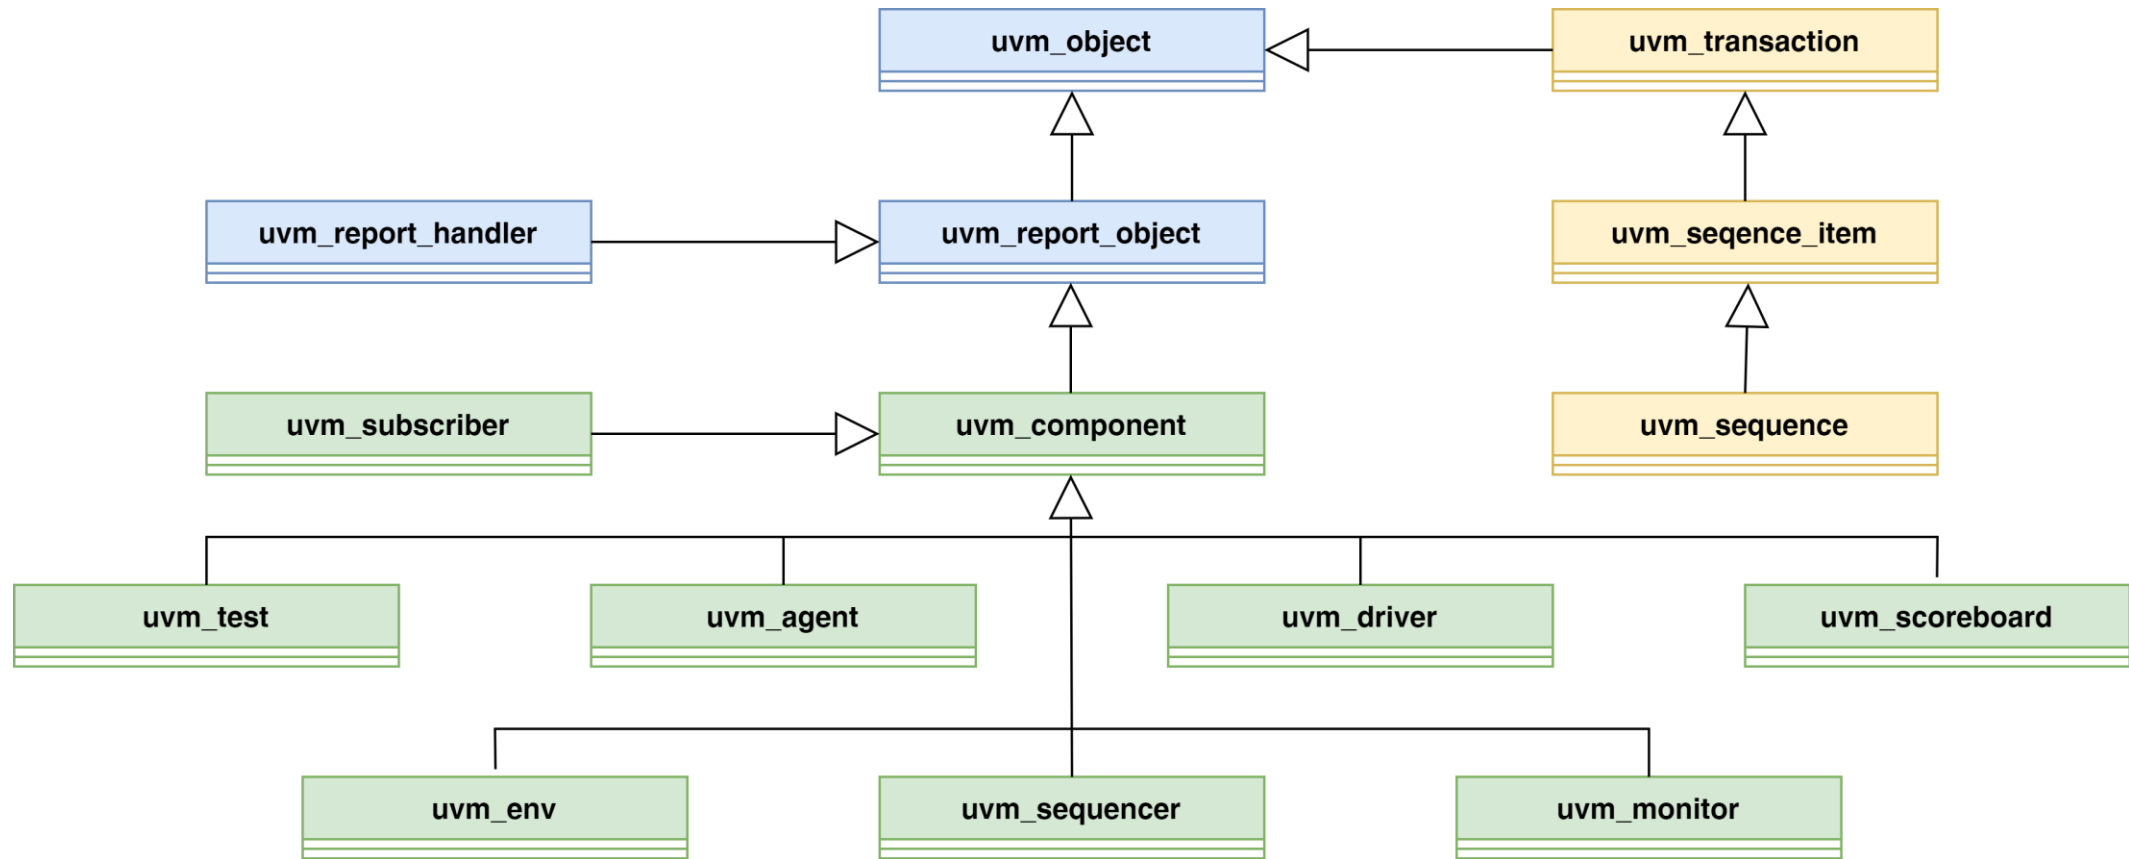 uvm_object
uvm_transaction
uvm_report_handler
uvm_report_object
uvm_seqence_item
uvm_subscriber
uvm_component
uvm_sequence
uvm_test
uvm_agent
uvm_driver
uvm_scoreboard
uvm_env
uvm_sequencer
uvm_monitor